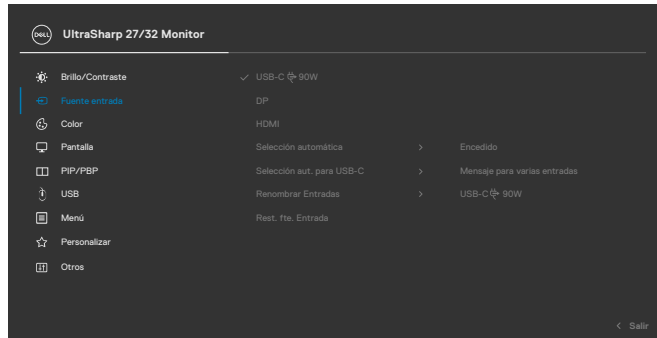 DELL UltraSharp 27/32 Monitor
Brillo/Contraste ✓ USB-C 90W
Fuente entrada DP
Color HDMI
Pantalla Selección automática > Encedido
PIP/PBP Selección aut. para USB-C > Mensaje para varias entradas
USB Renombrar Entradas > USB-C 90W
Menú Rest. fte. Entrada
Personalizar
Otros
< Salir